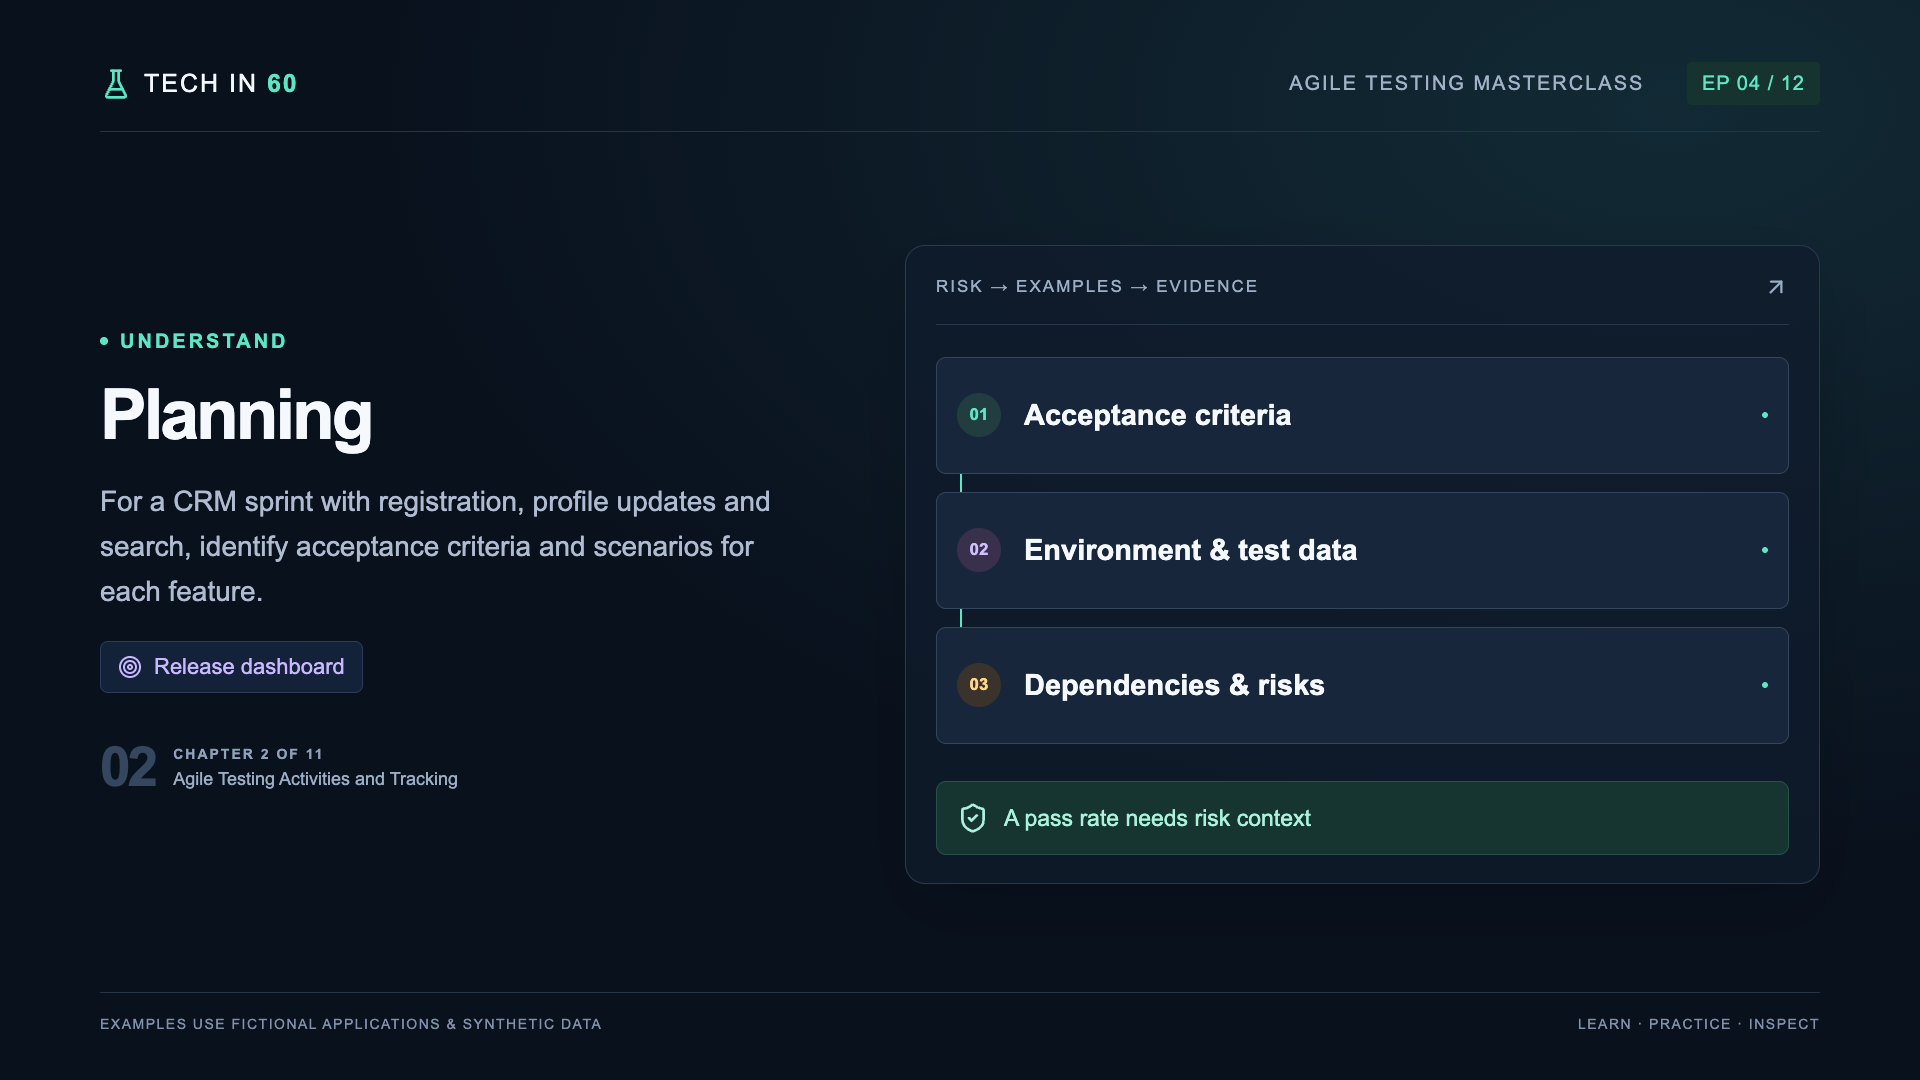 TECH IN 60
AGILE TESTING MASTERCLASS
EP 04 / 12
UNDERSTAND
Planning
For a CRM sprint with registration, profile updates and
search, identify acceptance criteria and scenarios for
each feature.
Release dashboard
02
CHAPTER 2 OF 11
Agile Testing Activities and Tracking
RISK → EXAMPLES → EVIDENCE
01
Acceptance criteria
02
Environment & test data
03
Dependencies & risks
A pass rate needs risk context
EXAMPLES USE FICTIONAL APPLICATIONS & SYNTHETIC DATA
LEARN · PRACTICE · INSPECT